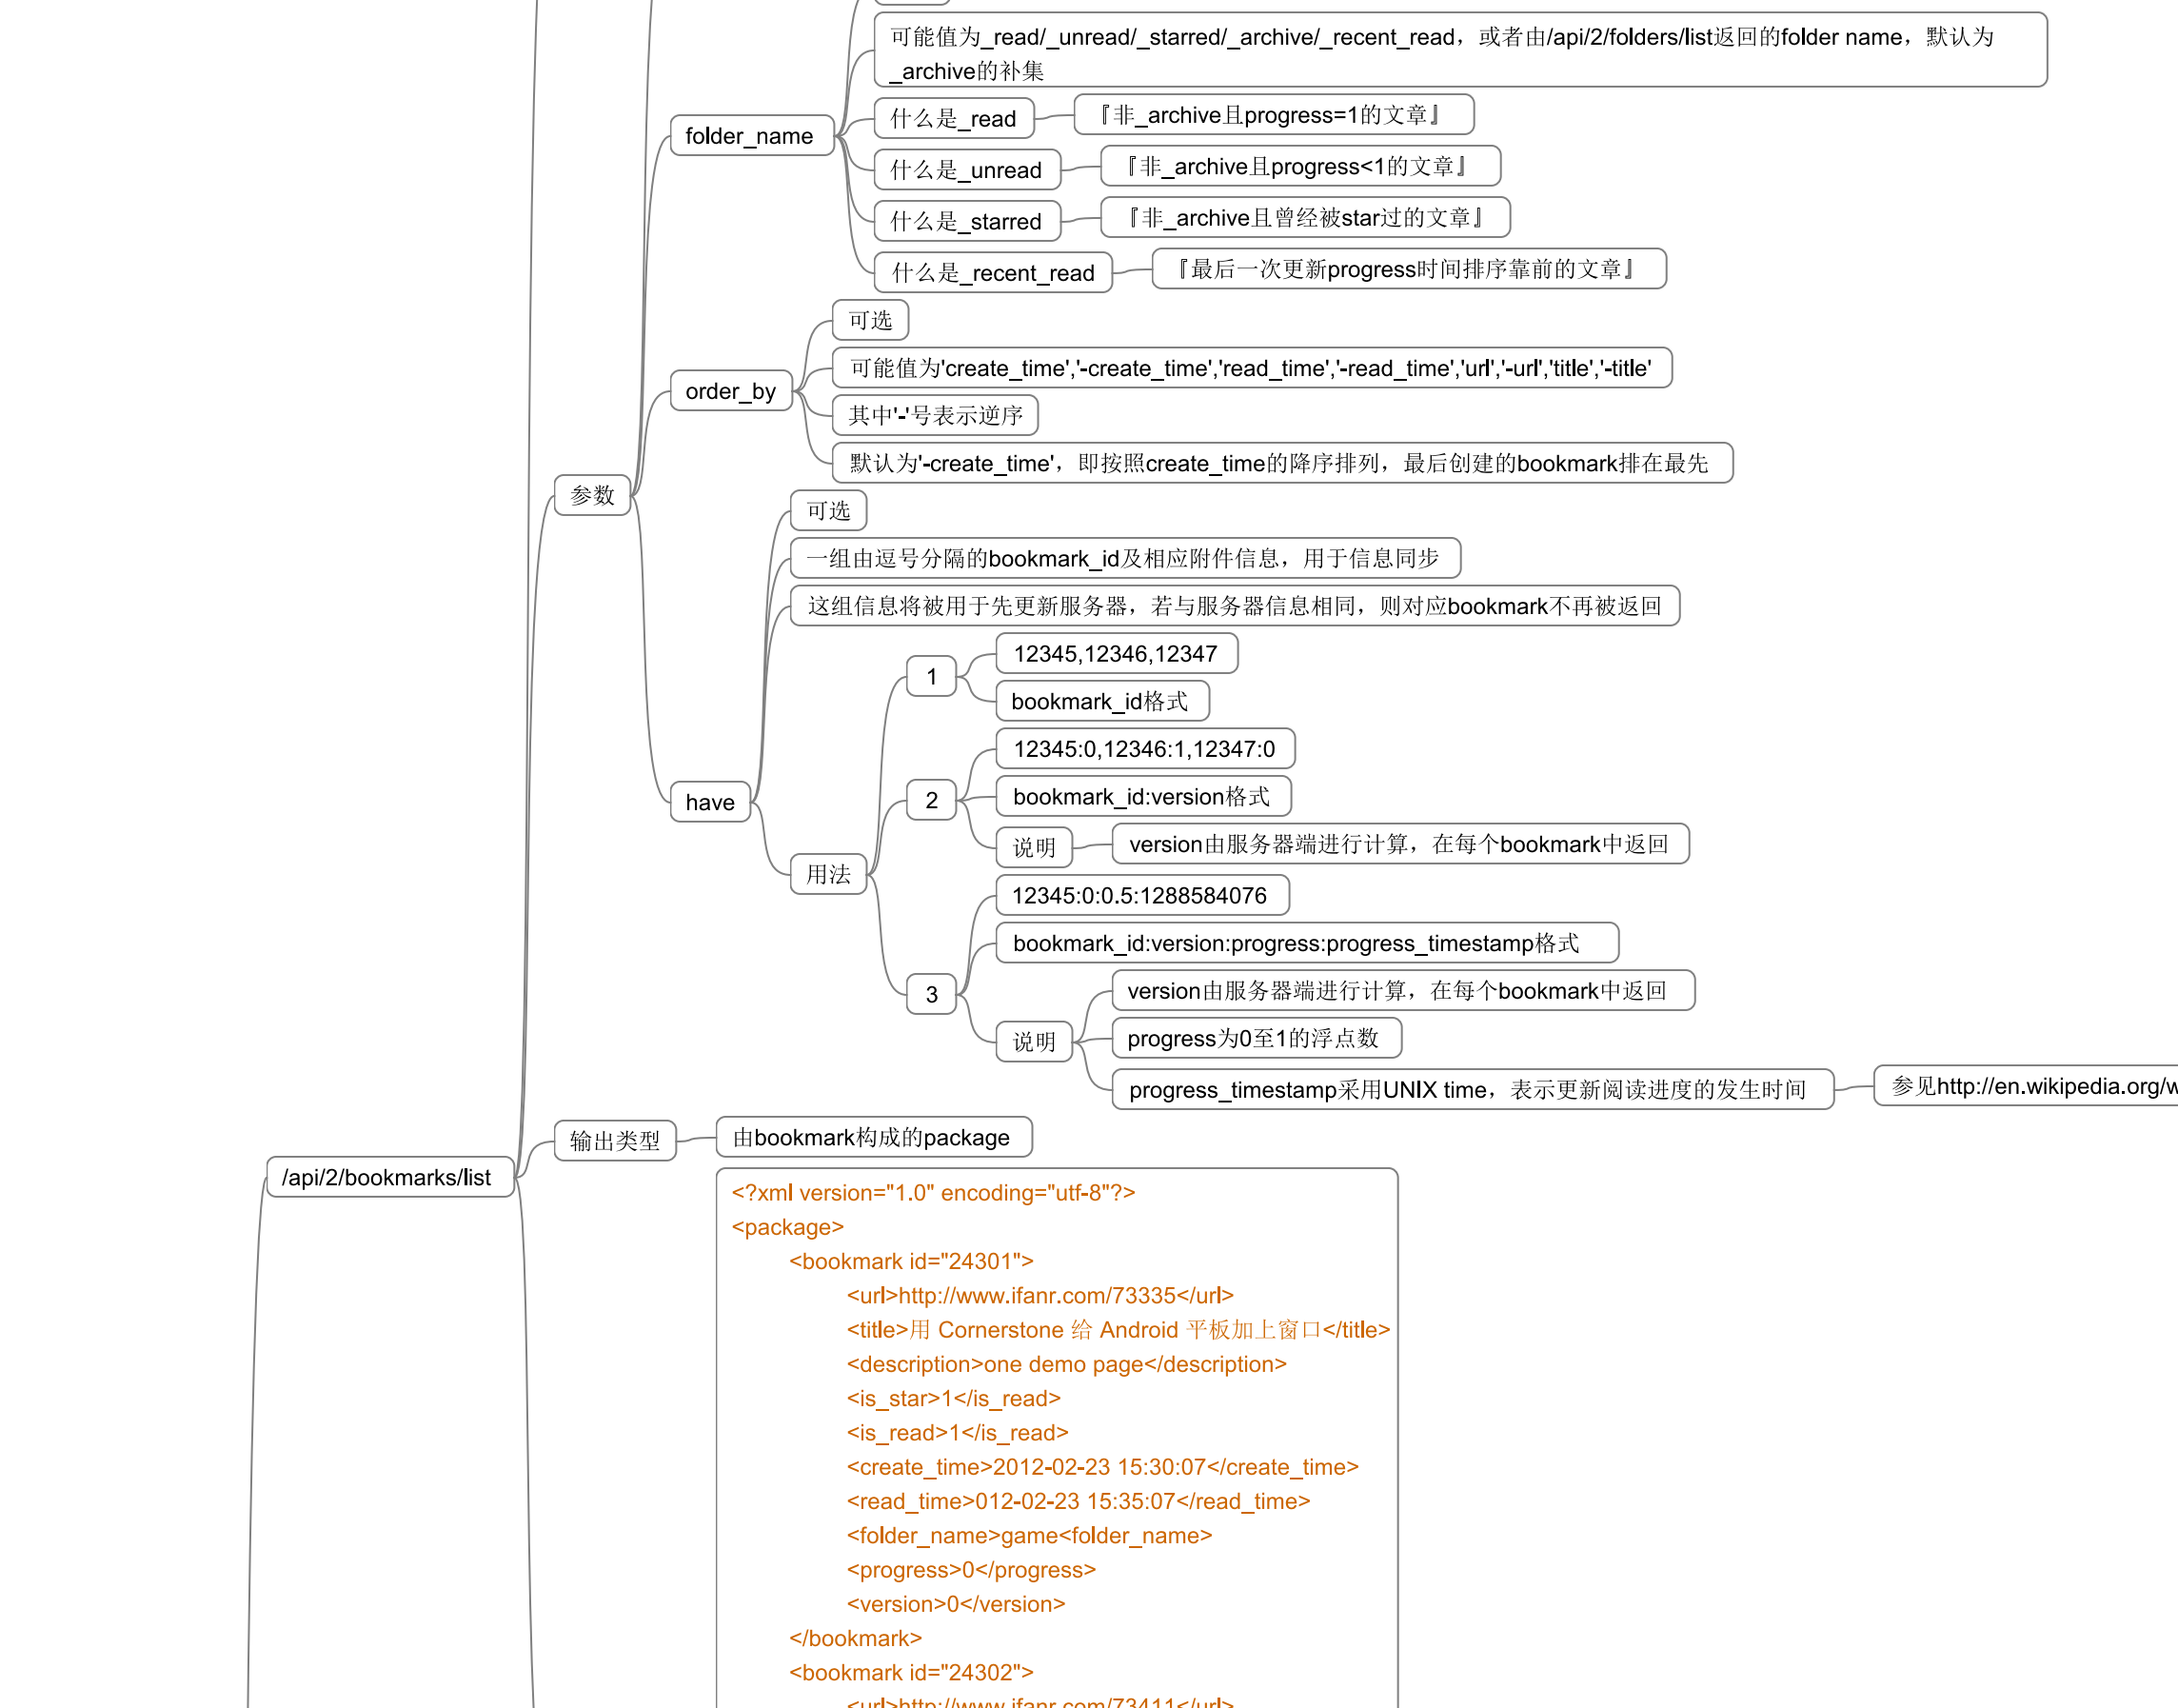 可能值为_read/_unread/_starred/_archive/_recent_read，或者由/api/2/folders/list返回的folder name，默认为
_archive的补集
folder_name
什么是_read
『非_archive且progress=1的文章』
什么是_unread
『非_archive且progress<1的文章』
什么是_starred
『非_archive且曾经被star过的文章』
什么是_recent_read
『最后一次更新progress时间排序靠前的文章』
order_by
可选
可能值为'create_time','-create_time','read_time','-read_time','url','-url','title','-title'
其中'-'号表示逆序
默认为'-create_time'，即按照create_time的降序排列，最后创建的bookmark排在最先
参数
可选
一组由逗号分隔的bookmark_id及相应附件信息，用于信息同步
这组信息将被用于先更新服务器，若与服务器信息相同，则对应bookmark不再被返回
have
用法
1
12345,12346,12347
bookmark_id格式
2
12345:0,12346:1,12347:0
bookmark_id:version格式
说明
version由服务器端进行计算，在每个bookmark中返回
3
12345:0:0.5:1288584076
bookmark_id:version:progress:progress_timestamp格式
说明
version由服务器端进行计算，在每个bookmark中返回
progress为0至1的浮点数
progress_timestamp采用UNIX time，表示更新阅读进度的发生时间
参见http://en.wikipedia.org/w
输出类型
由bookmark构成的package
/api/2/bookmarks/list
<?xml version="1.0" encoding="utf-8"?>
<package>
<bookmark id="24301">
<url>http://www.ifanr.com/73335</url>
<title>用 Cornerstone 给 Android 平板加上窗口</title>
<description>one demo page</description>
<is_star>1</is_read>
<is_read>1</is_read>
<create_time>2012-02-23 15:30:07</create_time>
<read_time>012-02-23 15:35:07</read_time>
<folder_name>game<folder_name>
<progress>0</progress>
<version>0</version>
</bookmark>
<bookmark id="24302">
<url>http://www.ifanr.com/73411</url>